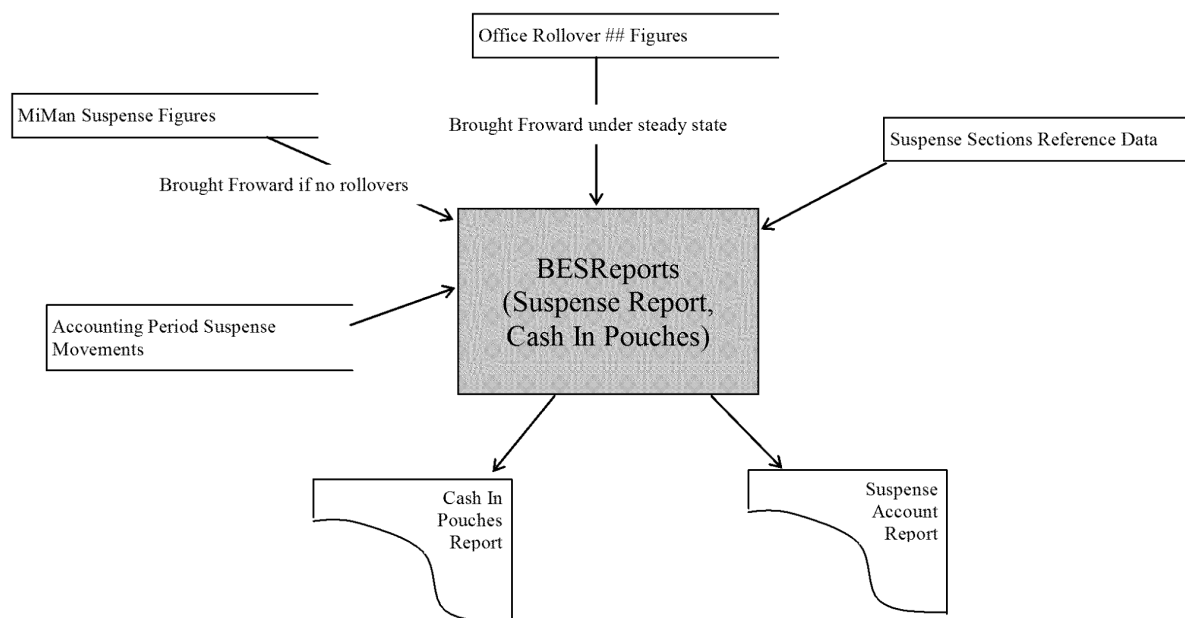 Office Rollover ## Figures
MiMan Suspense Figures
Brought Froward under steady state
Suspense Sections Reference Data
Brought Froward if no rollovers
BESReports
(Suspense Report,
Cash In Pouches)
Accounting Period Suspense
Movements
Cash In
Pouches
Report
Suspense
Account
Report